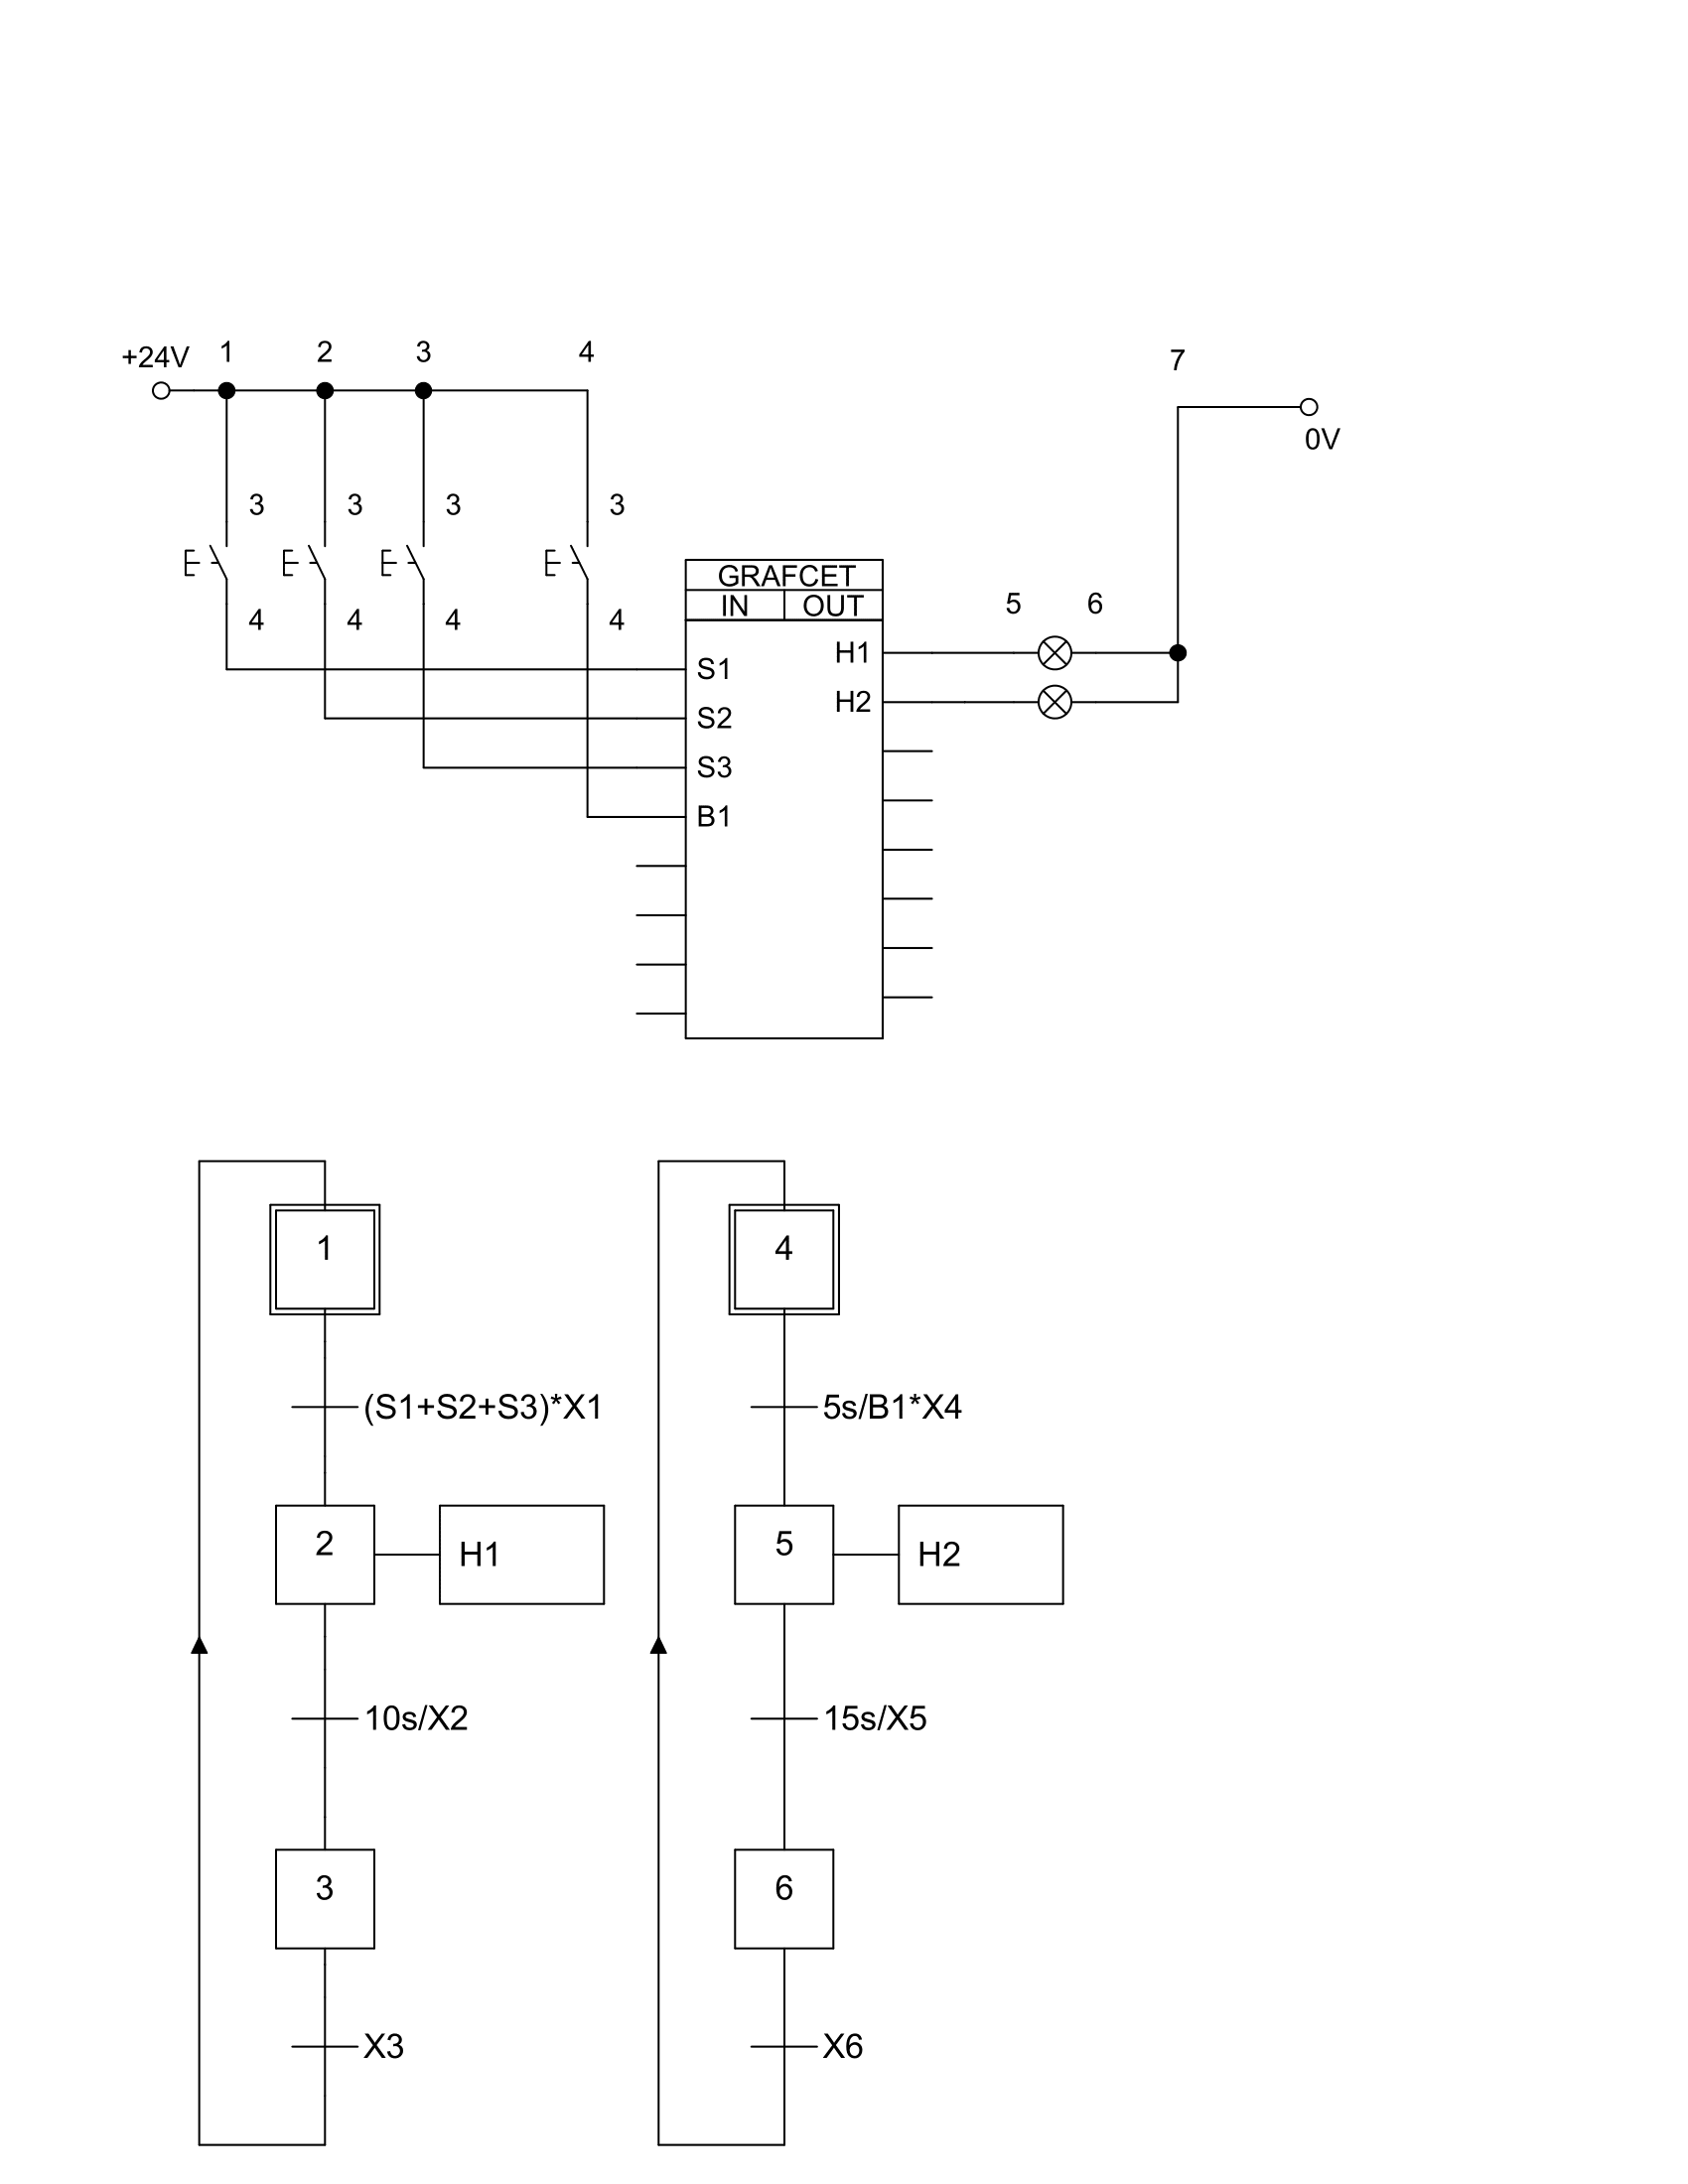 +24V 1 2 3 4 7
0V
3 3 3 3
GRAFCET
IN OUT
4 4 4 4 5 6
H1
S1
H2
S2
S3
B1
1 4
(S1+S2+S3)*X1 5s/B1*X4
2 H1 5 H2
10s/X2 15s/X5
3 6
X3 X6